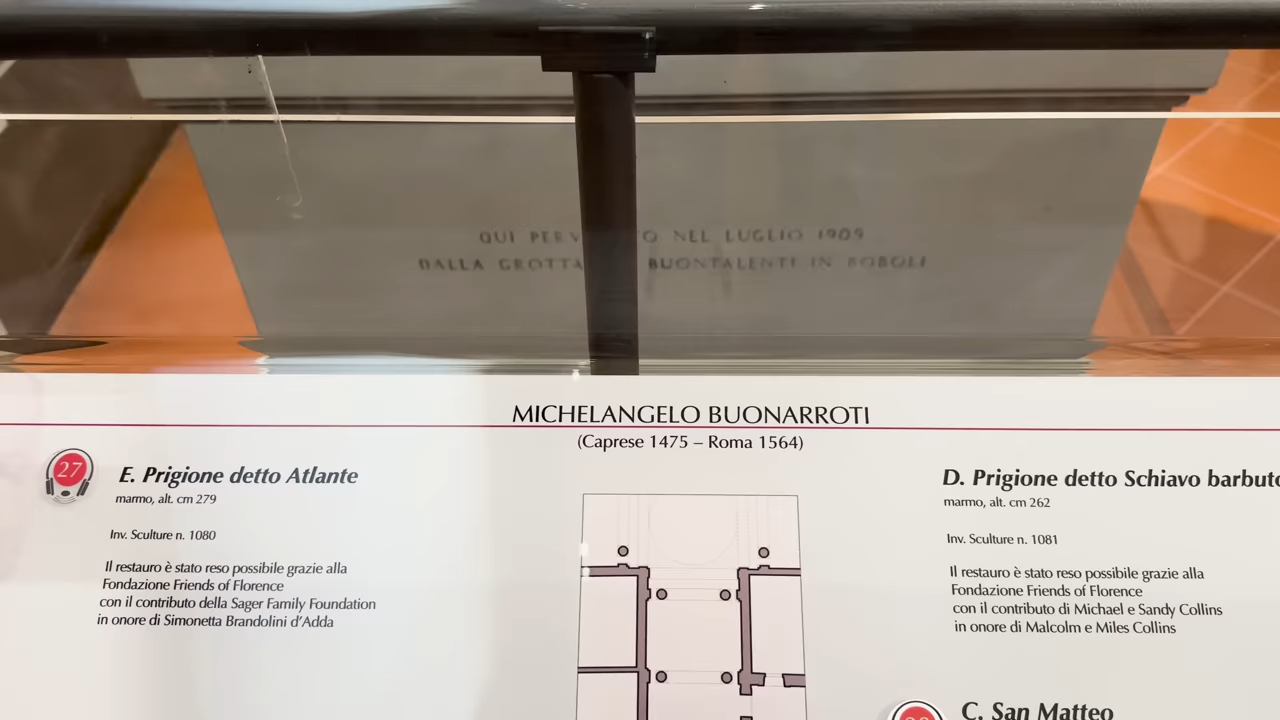 QUI PERV O NEL LUGLIO 1909
DALLA GROTTA BUONTALENTI IN BOBOLI
MICHELANGELO BUONARROTI
(Caprese 1475 – Roma 1564)
27
E. Prigione detto Atlante
marmo, alt. cm 279
Inv. Sculture n. 1080
Il restauro è stato reso possibile grazie alla
Fondazione Friends of Florence
con il contributo della Sager Family Foundation
in onore di Simonetta Brandolini d'Adda
D. Prigione detto Schiavo barbuto
marmo, alt. cm 262
Inv. Sculture n. 1081
Il restauro è stato reso possibile grazie alla
Fondazione Friends of Florence
con il contributo di Michael e Sandy Collins
in onore di Malcolm e Miles Collins
C. San Matteo